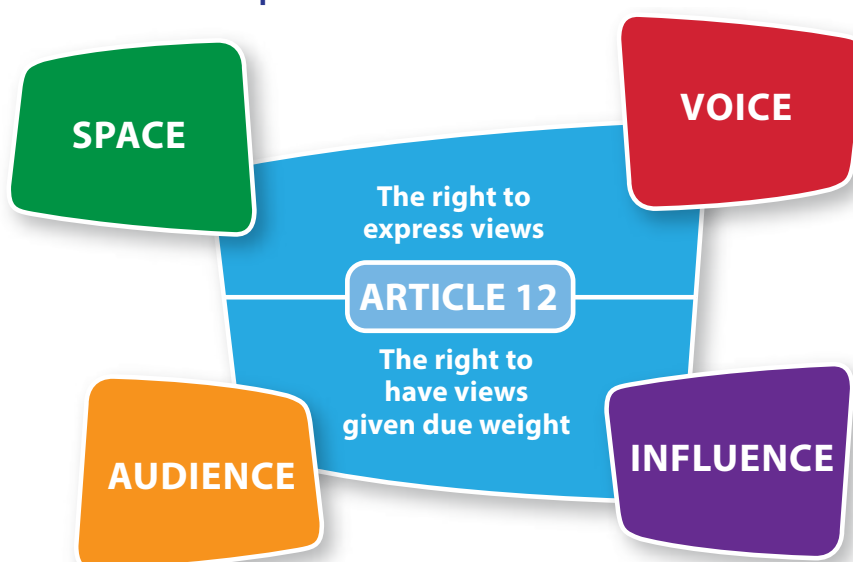 SPACE
VOICE
The right to
express views
ARTICLE 12
The right to
have views
given due weight
AUDIENCE
INFLUENCE